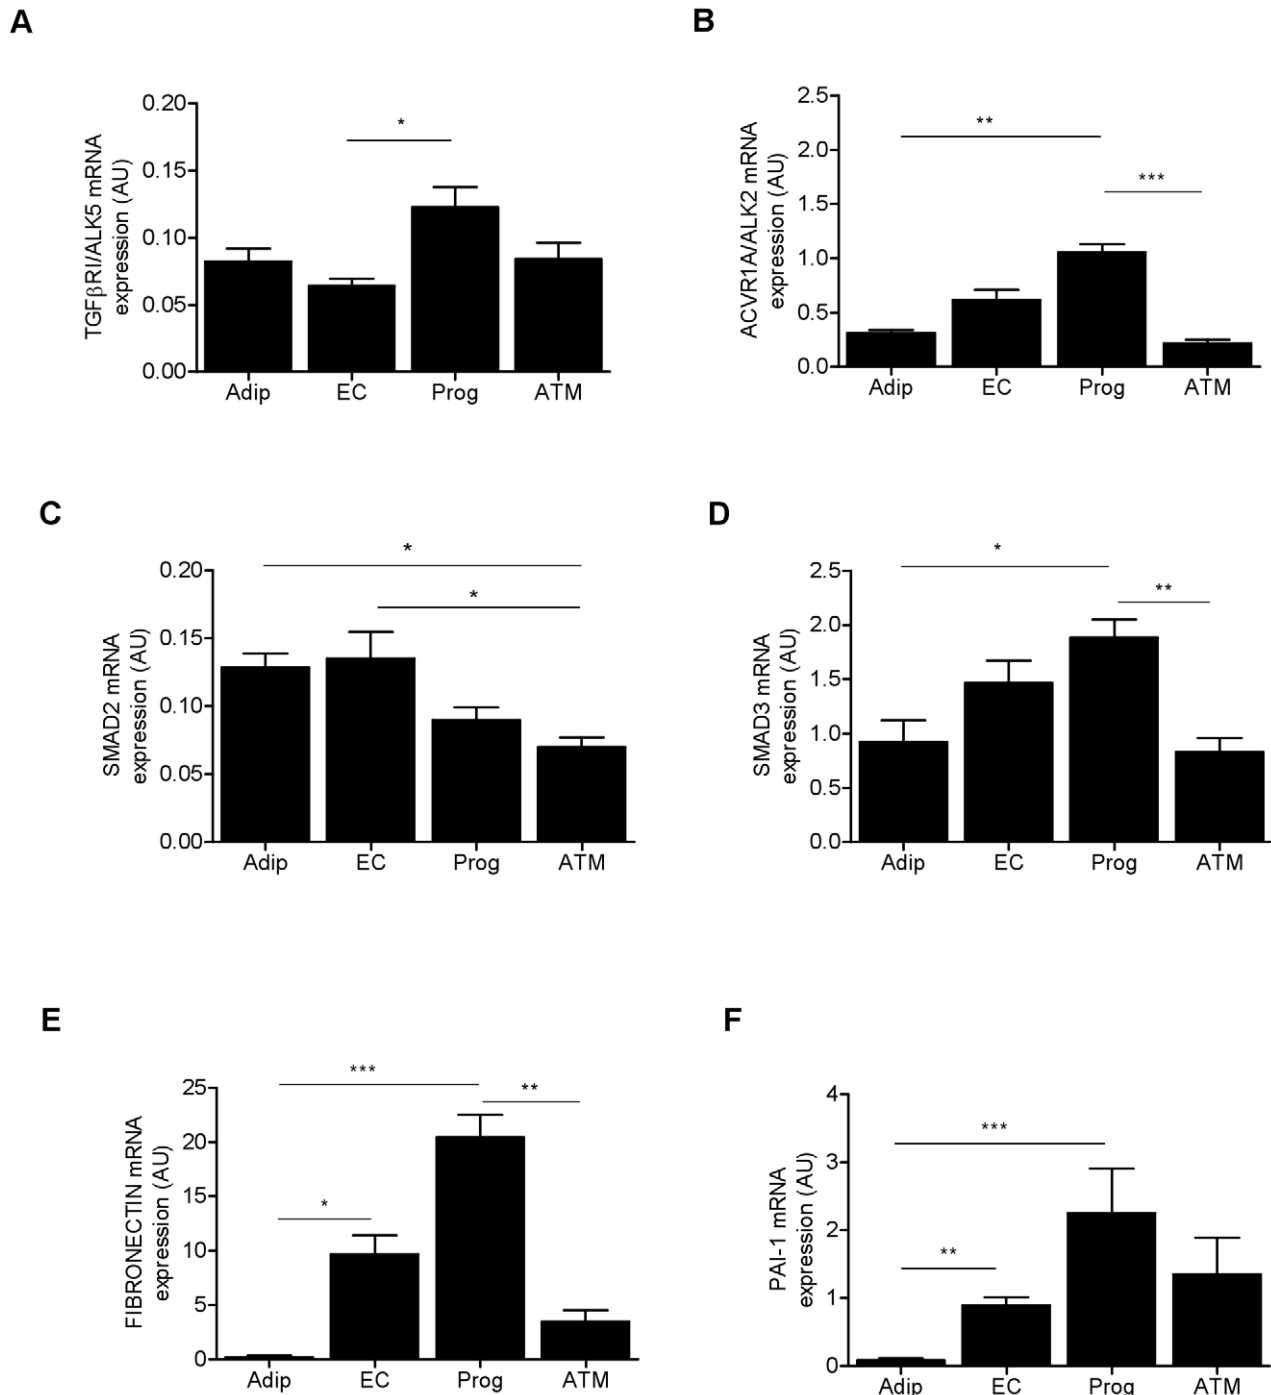 A
TGFβRI/ALK5 mRNA
expression (AU)
0.20
0.15
0.10
0.05
0.00
*
Adip EC Prog ATM
B
ACVR1A/ALK2 mRNA
expression (AU)
2.5
2.0
1.5
1.0
0.5
0.0
**
***
Adip EC Prog ATM
C
SMAD2 mRNA
expression (AU)
0.20
0.15
0.10
0.05
0.00
*
*
Adip EC Prog ATM
D
SMAD3 mRNA
expression (AU)
2.5
2.0
1.5
1.0
0.5
0.0
*
**
Adip EC Prog ATM
E
FIBRONECTIN mRNA
expression (AU)
25
20
15
10
5
0
***
**
*
Adip EC Prog ATM
F
PAI-1 mRNA
expression (AU)
4
3
2
1
0
***
**
Adip EC Prog ATM